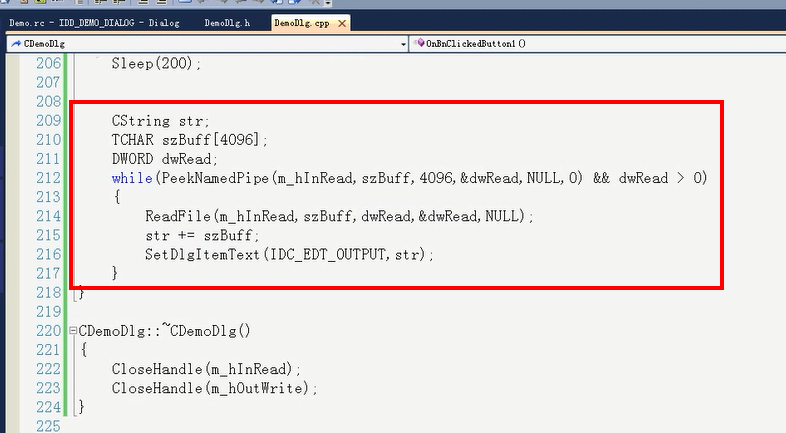 Demo.rc - IDD_DEMO_DIALOG - Dialog DemoDlg.h DemoDlg.cpp
CDemoDlg OnBnClickedButton1()
206 Sleep(200);
207
208
209 CString str;
210 TCHAR szBuff[4096];
211 DWORD dwRead;
212 while(PeekNamedPipe(m_hInRead,szBuff,4096,&dwRead,NULL,0) && dwRead > 0)
213 {
214 ReadFile(m_hInRead,szBuff,dwRead,&dwRead,NULL);
215 str += szBuff;
216 SetDlgItemText(IDC_EDT_OUTPUT,str);
217 }
218 }
219
220 CDemoDlg::~CDemoDlg()
221 {
222 CloseHandle(m_hInRead);
223 CloseHandle(m_hOutWrite);
224 }
225